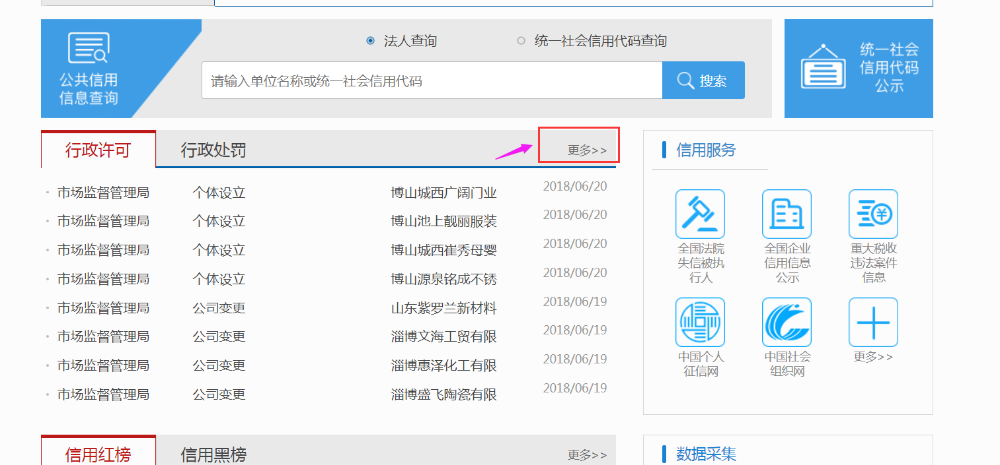 公共信用
信息查询
法人查询
统一社会信用代码查询
请输入单位名称或统一社会信用代码
搜索
统一社会
信用代码
公示
行政许可
行政处罚
更多>>
市场监督管理局 个体设立 博山城西广阔门业 2018/06/20
市场监督管理局 个体设立 博山池上靓丽服装 2018/06/20
市场监督管理局 个体设立 博山城西崔秀母婴 2018/06/20
市场监督管理局 个体设立 博山源泉铭成不锈 2018/06/20
市场监督管理局 公司变更 山东紫罗兰新材料 2018/06/19
市场监督管理局 公司变更 淄博文海工贸有限 2018/06/19
市场监督管理局 公司变更 淄博惠泽化工有限 2018/06/19
市场监督管理局 公司变更 淄博盛飞陶瓷有限 2018/06/19
信用服务
全国法院
失信被执
行人
全国企业
信用信息
公示
重大税收
违法案件
信息
中国个人
征信网
中国社会
组织网
更多>>
信用红榜
信用黑榜
更多>>
数据采集